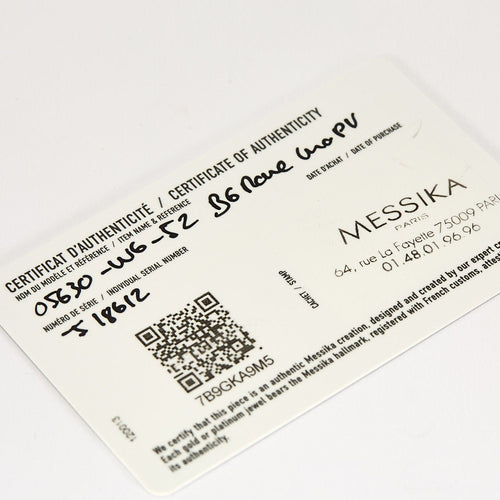 CERTIFICAT D'AUTHENTICITÉ / CERTIFICATE OF AUTHENTICITY
NOM DU MODÈLE ET RÉFÉRENCE / ITEM NAME & REFERENCE
05630-WG-52 BG Move Uno PV
NUMÉRO DE SÉRIE / INDIVIDUAL SERIAL NUMBER
J 18612
DATE D'ACHAT / DATE OF PURCHASE
MESSIKA
PARIS
64, rue La Fayette 75009 PARI
01.48.01.96.96
CACHET / STAMP
7B9GKA9M5
We certify that this piece is an authentic Messika creation, designed and created by our expert c
Each gold or platinum jewel bears the Messika hallmark, registered with French customs, attest
its authenticity.